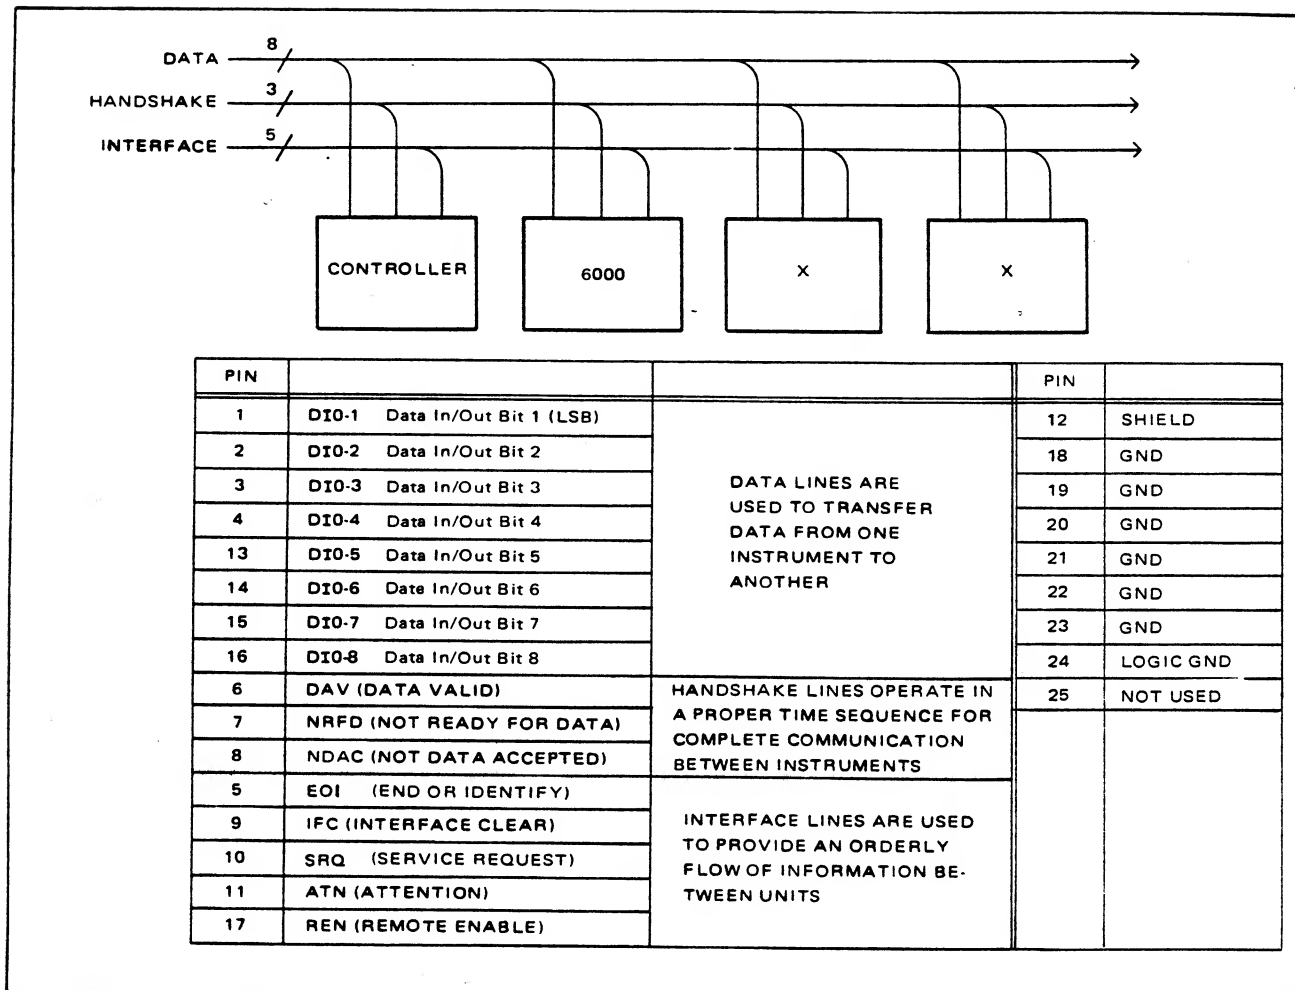 DATA 8
HANDSHAKE 3
INTERFACE 5
CONTROLLER
6000
X
X
PIN
1 DIO-1 Data In/Out Bit 1 (LSB)
2 DIO-2 Data In/Out Bit 2
3 DIO-3 Data In/Out Bit 3
4 DIO-4 Data In/Out Bit 4
13 DIO-5 Data In/Out Bit 5
14 DIO-6 Date In/Out Bit 6
15 DIO-7 Data In/Out Bit 7
16 DIO-8 Data In/Out Bit 8
DATA LINES ARE
USED TO TRANSFER
DATA FROM ONE
INSTRUMENT TO
ANOTHER
6 DAV (DATA VALID)
7 NRFD (NOT READY FOR DATA)
8 NDAC (NOT DATA ACCEPTED)
HANDSHAKE LINES OPERATE IN
A PROPER TIME SEQUENCE FOR
COMPLETE COMMUNICATION
BETWEEN INSTRUMENTS
5 EOI (END OR IDENTIFY)
9 IFC (INTERFACE CLEAR)
10 SRQ (SERVICE REQUEST)
11 ATN (ATTENTION)
17 REN (REMOTE ENABLE)
INTERFACE LINES ARE USED
TO PROVIDE AN ORDERLY
FLOW OF INFORMATION BE-
TWEEN UNITS
PIN
12 SHIELD
18 GND
19 GND
20 GND
21 GND
22 GND
23 GND
24 LOGIC GND
25 NOT USED